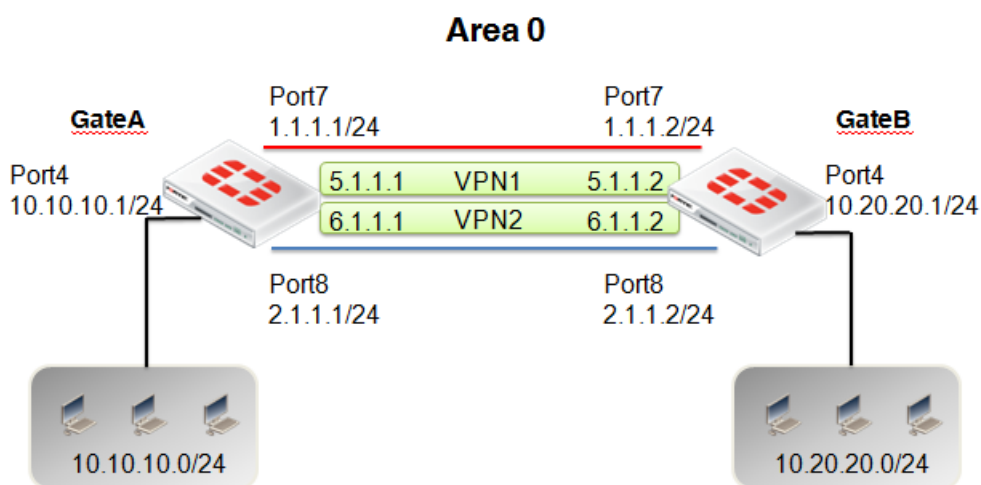 Area 0
Port7
1.1.1.1/24
Port7
1.1.1.2/24
GateA
GateB
Port4
10.10.10.1/24
5.1.1.1 VPN1 5.1.1.2
6.1.1.1 VPN2 6.1.1.2
Port4
10.20.20.1/24
Port8
2.1.1.1/24
Port8
2.1.1.2/24
10.10.10.0/24
10.20.20.0/24